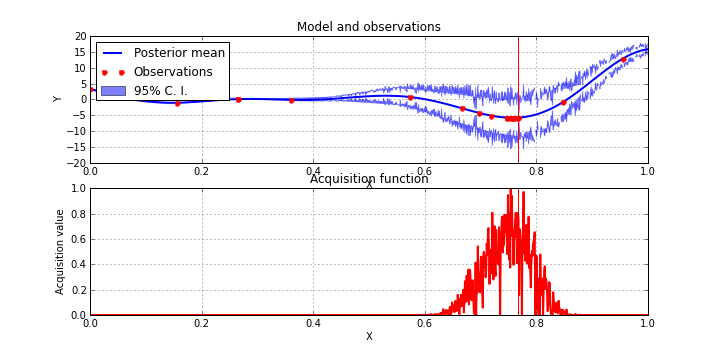 Model and observations
20
15
10
5
0
−5
−10
−15
−20
Y
Posterior mean
Observations
95% C. I.
0.0 0.2 0.4 0.6 0.8 1.0
X
Acquisition function
1.0
0.8
0.6
0.4
0.2
0.0
Acquisition value
0.0 0.2 0.4 0.6 0.8 1.0
X